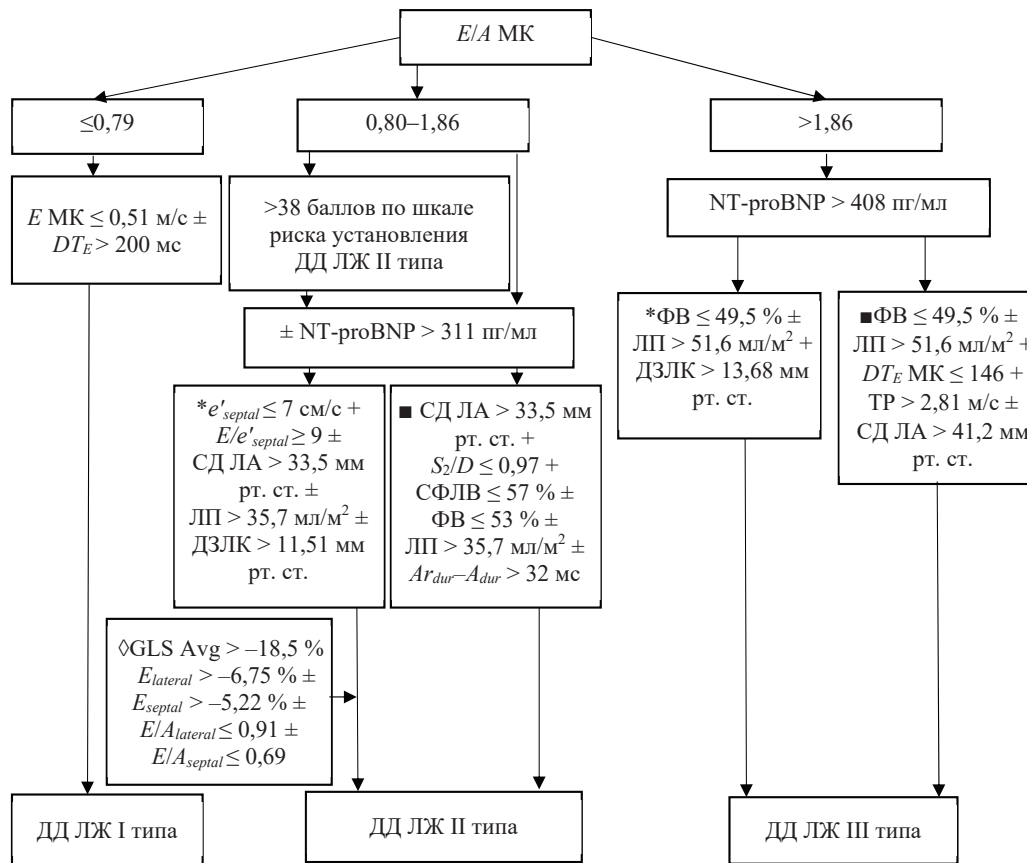 E/A МК
≤0,79
0,80–1,86
>1,86
E МК ≤ 0,51 м/с ±
DTE > 200 мс
>38 баллов по шкале
риска установления
ДД ЛЖ II типа
NT-proBNP > 408 пг/мл
± NT-proBNP > 311 пг/мл
*ФВ ≤ 49,5 % ±
ЛП > 51,6 мл/м² +
ДЗЛК > 13,68 мм
рт. ст.
■ФВ ≤ 49,5 % ±
ЛП > 51,6 мл/м² +
DTE МК ≤ 146 +
ТР > 2,81 м/с ±
СД ЛА > 41,2 мм
рт. ст.
*e′septal ≤ 7 см/с +
E/e′septal ≥ 9 ±
СД ЛА > 33,5 мм
рт. ст. ±
ЛП > 35,7 мл/м² ±
ДЗЛК > 11,51 мм
рт. ст.
■ СД ЛА > 33,5 мм
рт. ст. +
S2/D ≤ 0,97 +
СФЛВ ≤ 57 % ±
ФВ ≤ 53 % ±
ЛП > 35,7 мл/м² ±
Ardur–Adur > 32 мс
◊GLS Avg > –18,5 %
Elateral > –6,75 % ±
Eseptal > –5,22 % ±
E/Alateral ≤ 0,91 ±
E/Aseptal ≤ 0,69
ДД ЛЖ I типа
ДД ЛЖ II типа
ДД ЛЖ III типа